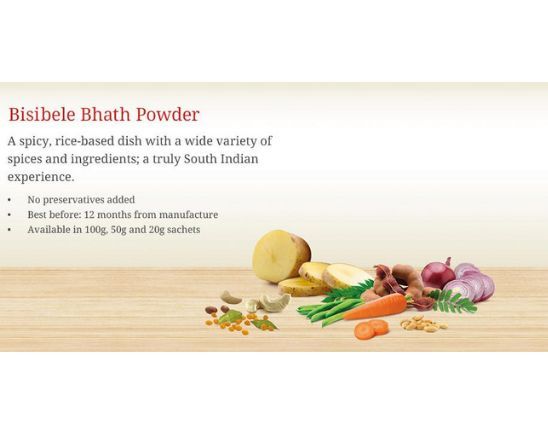 Bisibele Bhath Powder
A spicy, rice-based dish with a wide variety of
spices and ingredients; a truly South Indian
experience.
• No preservatives added
• Best before: 12 months from manufacture
• Available in 100g, 50g and 20g sachets